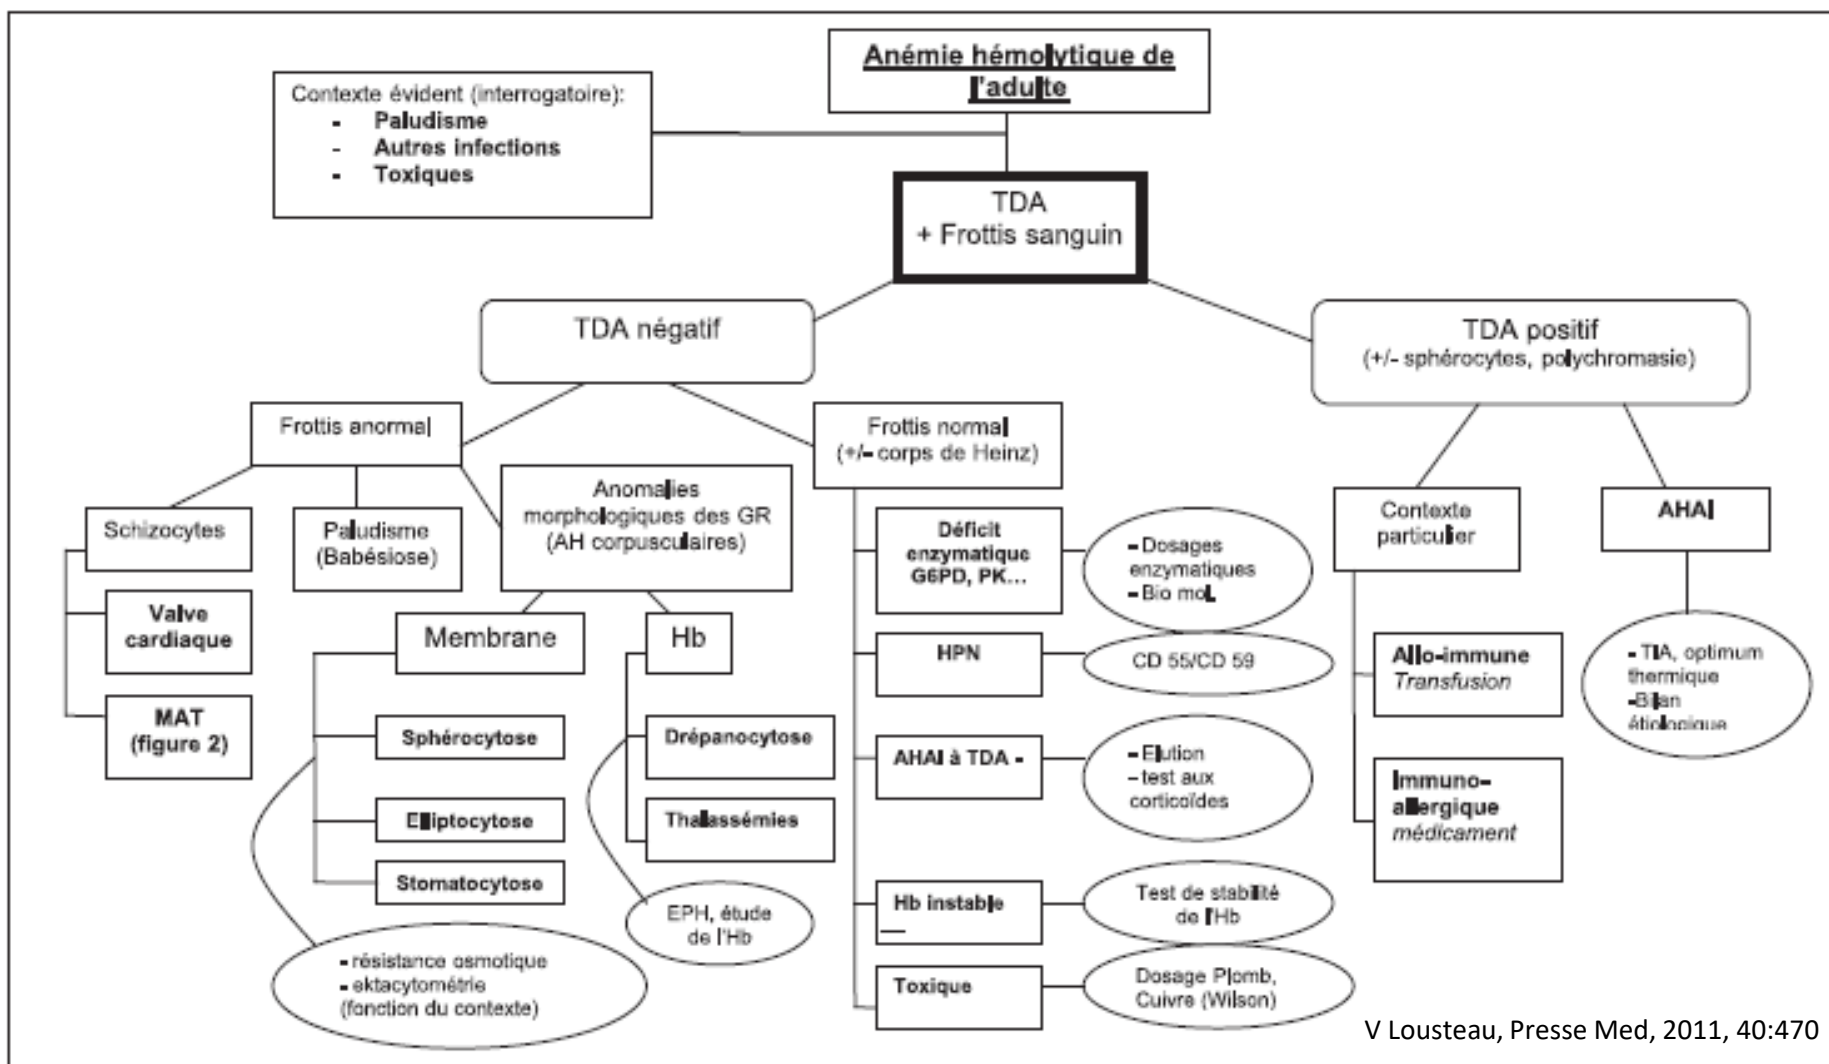 Anémie hémolytique de
l'adulte
Contexte évident (interrogatoire):
- Paludisme
- Autres infections
- Toxiques
TDA
+ Frottis sanguin
TDA négatif
TDA positif
(+/- sphérocytes, polychromasie)
Frottis anormal
Frottis normal
(+/- corps de Heinz)
Schizocytes
Valve
cardiaque
MAT
(figure 2)
Paludisme
(Babésiose)
Anomalies
morphologiques des GR
(AH corpusculaires)
Membrane
Sphérocytose
Elliptocytose
Stomatocytose
- résistance osmotique
- ektacytométrie
(fonction du contexte)
Hb
Drépanocytose
Thalassémies
EPH, étude
de l'Hb
Déficit
enzymatique
G6PD, PK...
- Dosages
enzymatiques
- Bio mol.
HPN
CD 55/CD 59
AHAI à TDA -
- Elution
- test aux
corticoïdes
Hb instable
Test de stabilité
de l'Hb
Toxique
Dosage Plomb,
Cuivre (Wilson)
Contexte
particulier
Allo-immune
Transfusion
Immuno-
allergique
médicament
AHAI
- TIA, optimum
thermique
-Bilan
étiologique
V Lousteau, Presse Med, 2011, 40:470